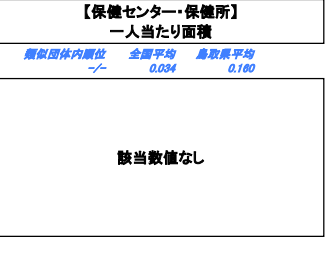 【保健センター・保健所】
一人当たり面積
類似団体内順位 全国平均 鳥取県平均
-/- 0.034 0.160
該当数値なし